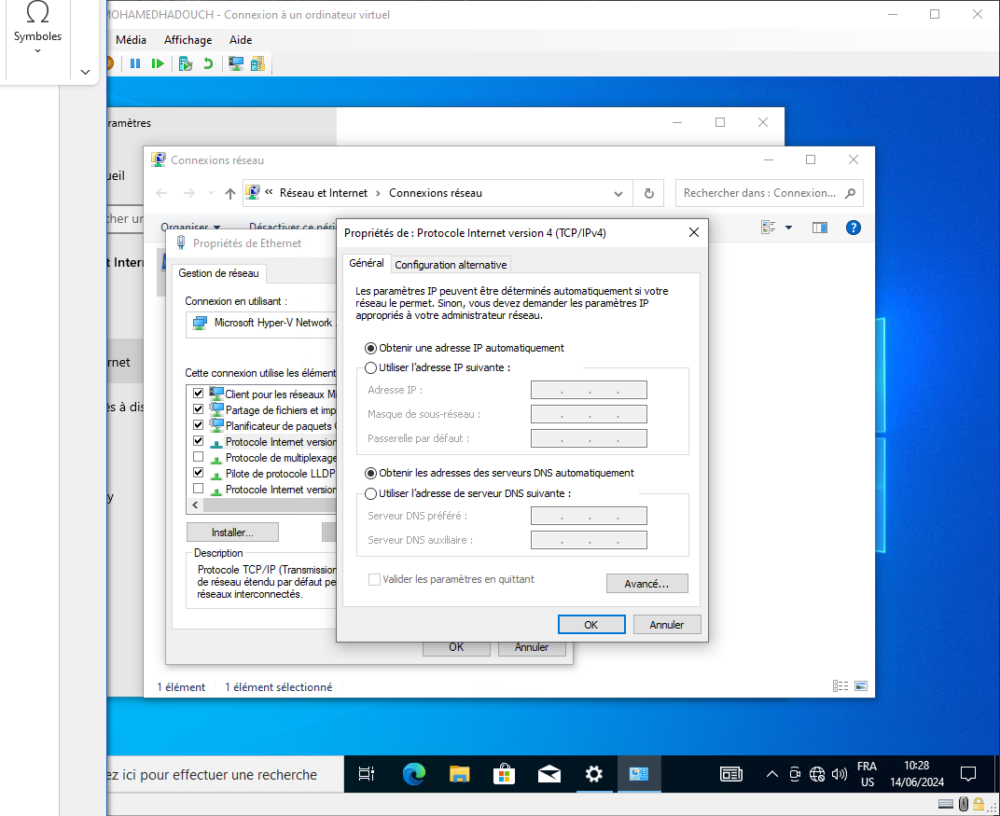 Symboles
MOHAMEDHADOUCH - Connexion à un ordinateur virtuel
Média Affichage Aide
ramètres
ueil
cher un
t Inter
rnet
ès à dis
y
Connexions réseau
« Réseau et Internet › Connexions réseau
Rechercher dans : Connexion...
Organiser
Désactiver ce péri
Propriétés de Ethernet
Gestion de réseau
Connexion en utilisant :
Microsoft Hyper-V Network
Cette connexion utilise les élément
Client pour les réseaux Mi
Partage de fichiers et imp
Planificateur de paquets
Protocole Internet version
Protocole de multiplexage
Pilote de protocole LLDP
Protocole Internet version
Installer...
Description
Protocole TCP/IP (Transmission
de réseau étendu par défaut pe
réseaux interconnectés.
OK Annuler
Propriétés de : Protocole Internet version 4 (TCP/IPv4)
Général Configuration alternative
Les paramètres IP peuvent être déterminés automatiquement si votre
réseau le permet. Sinon, vous devez demander les paramètres IP
appropriés à votre administrateur réseau.
Obtenir une adresse IP automatiquement
Utiliser l'adresse IP suivante :
Adresse IP :
Masque de sous-réseau :
Passerelle par défaut :
Obtenir les adresses des serveurs DNS automatiquement
Utiliser l'adresse de serveur DNS suivante :
Serveur DNS préféré :
Serveur DNS auxiliaire :
Valider les paramètres en quittant
Avancé...
OK Annuler
1 élément 1 élément sélectionné
ez ici pour effectuer une recherche
FRA
US
10:28
14/06/2024